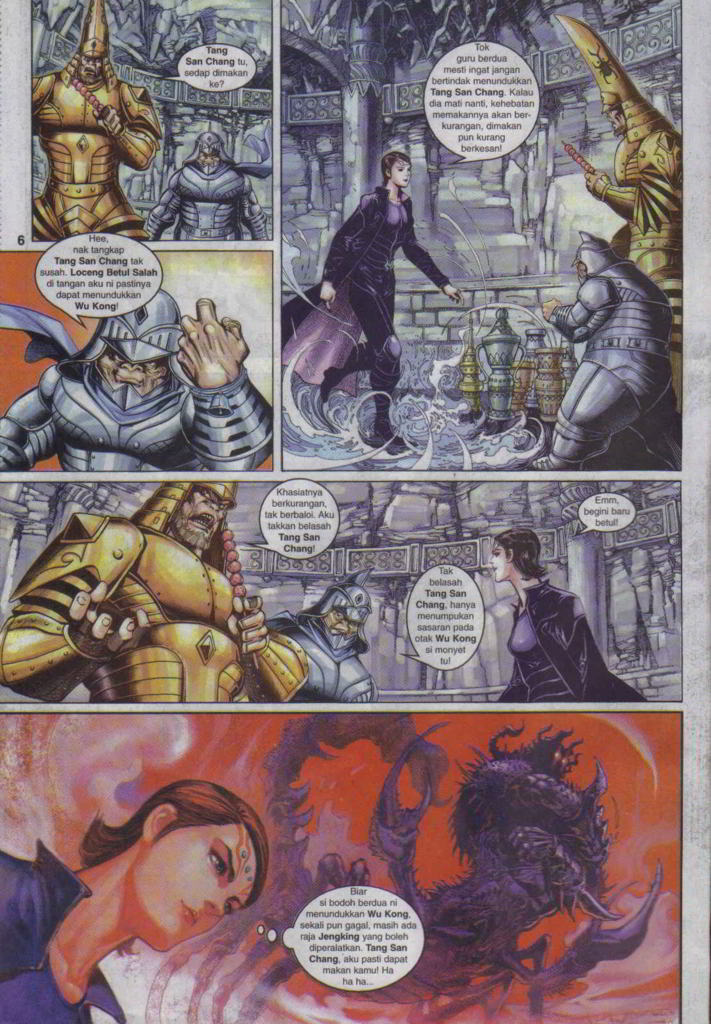 Tang
San Chang tu,
sedap dimakan
ke?
Tok
guru berdua
mesti ingat jangan
bertindak menundukkan
Tang San Chang. Kalau
dia mati nanti, kehebatan
memakannya akan ber-
kurangan, dimakan
pun kurang
berkesan!
6
Hee,
nak tangkap
Tang San Chang tak
susah. Loceng Betul Salah
di tangan aku ni pastinya
dapat menundukkan
Wu Kong!
Khasiatnya
berkurangan,
tak berbaloi. Aku
takkan belasah
Tang San
Chang!
Tak
belasah
Tang San
Chang, hanya
menumpukan
sasaran pada
otak Wu Kong
si monyet
tu!
Emm,
begini baru
betul!
Biar
si bodoh berdua ni
menundukkan Wu Kong,
sekali pun gagal, masih ada
raja Jengking yang boleh
diperalatkan. Tang San
Chang, aku pasti dapat
makan kamu! Ha
ha ha...